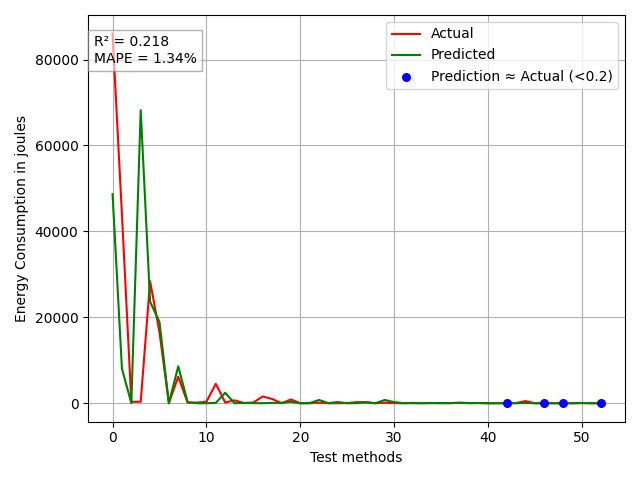 R² = 0.218
MAPE = 1.34%
Actual
Predicted
Prediction ≈ Actual (<0.2)
Energy Consumption in joules
80000
60000
40000
20000
0
0 10 20 30 40 50
Test methods